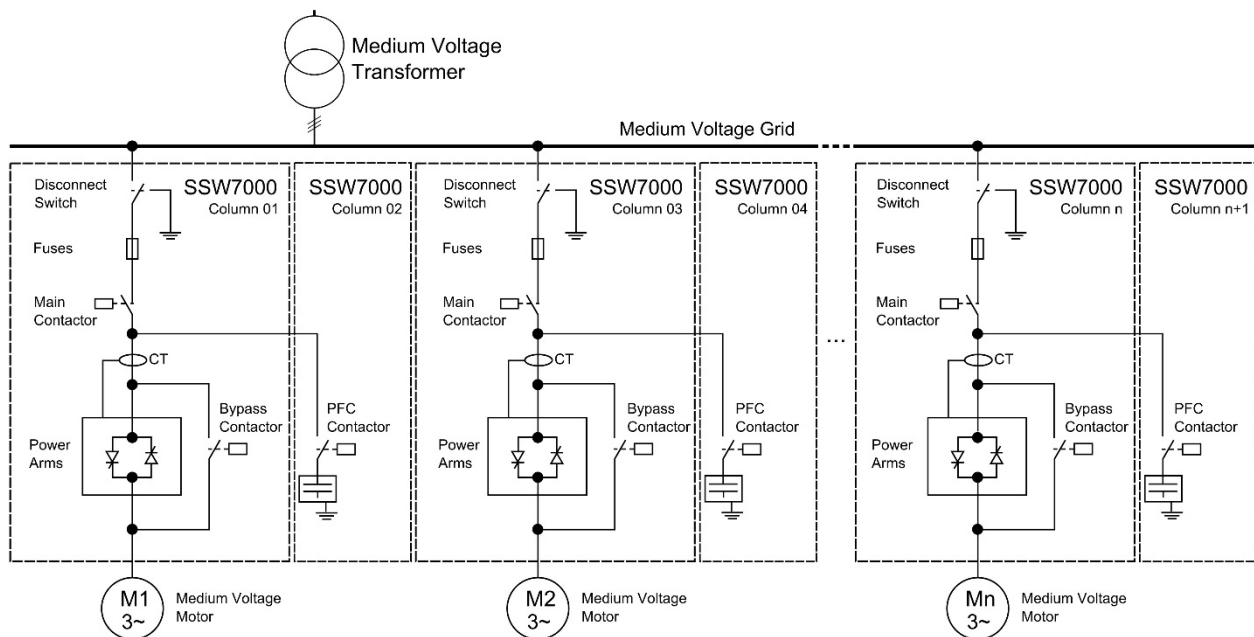 Medium Voltage
Transformer
Medium Voltage Grid
Disconnect
Switch
SSW7000
Column 01
Fuses
Main
Contactor
CT
Bypass
Contactor
Power
Arms
M1
3~
Medium Voltage
Motor
SSW7000
Column 02
PFC
Contactor
Disconnect
Switch
SSW7000
Column 03
Fuses
Main
Contactor
CT
Bypass
Contactor
Power
Arms
M2
3~
Medium Voltage
Motor
SSW7000
Column 04
PFC
Contactor
...
Disconnect
Switch
SSW7000
Column n
Fuses
Main
Contactor
CT
Bypass
Contactor
Power
Arms
Mn
3~
Medium Voltage
Motor
SSW7000
Column n+1
PFC
Contactor